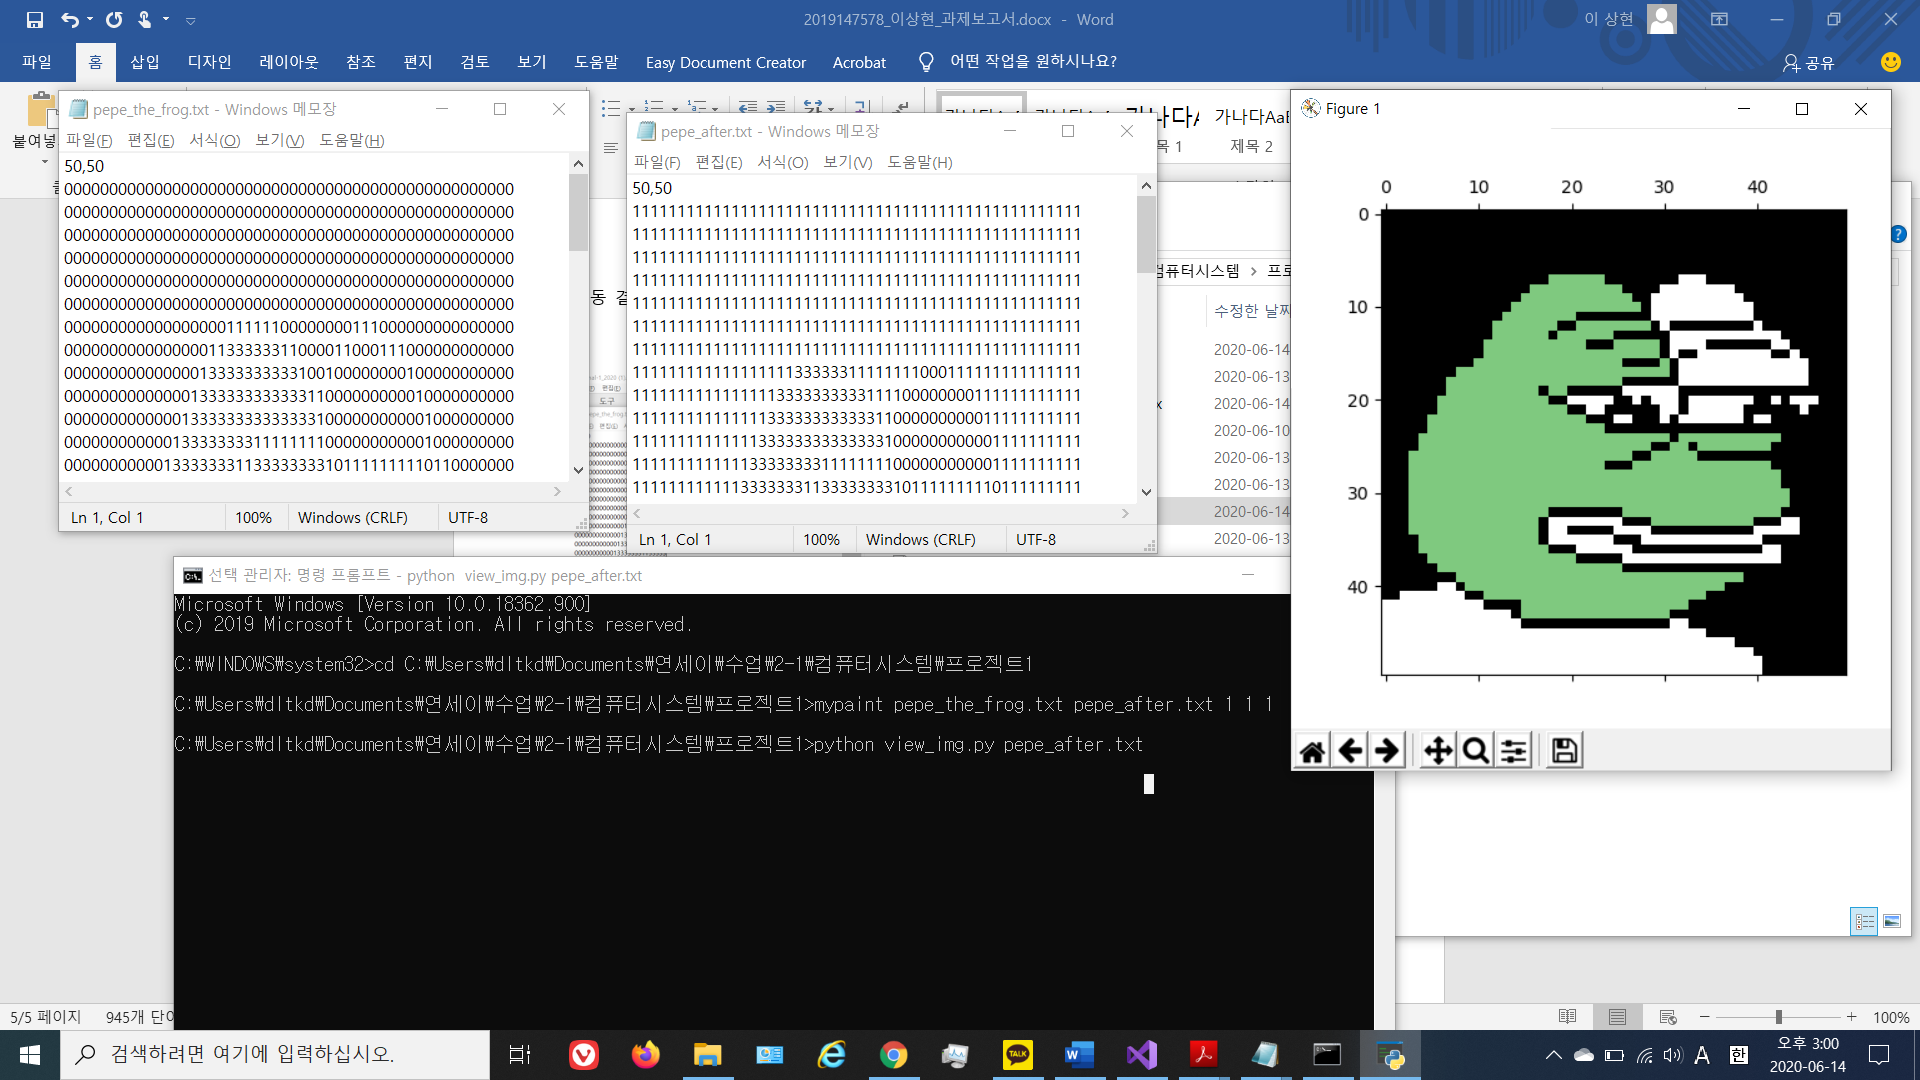 2019147578_이상현_과제보고서.docx - Word
이 상현
파일 홈 삽입 디자인 레이아웃 참조 편지 검토 보기 도움말 Easy Document Creator Acrobat 어떤 작업을 원하시나요? 공유
붙여넣
가나다AaB
제목 2
pepe_the_frog.txt - Windows 메모장
파일(F) 편집(E) 서식(O) 보기(V) 도움말(H)
50,50
00000000000000000000000000000000000000000000000000
00000000000000000000000000000000000000000000000000
00000000000000000000000000000000000000000000000000
00000000000000000000000000000000000000000000000000
00000000000000000000000000000000000000000000000000
00000000000000000000000000000000000000000000000000
00000000000000000011111100000000111000000000000000
00000000000000001133333311000011000111000000000000
00000000000000013333333333310010000000010000000000
00000000000000133333333333331100000000001000000000
00000000000001333333333333333100000000000100000000
00000000000013333333311111111000000000001000000000
00000000000133333331133333333101111111110110000000
Ln 1, Col 1 100% Windows (CRLF) UTF-8
pepe_after.txt - Windows 메모장
파일(F) 편집(E) 서식(O) 보기(V) 도움말(H)
50,50
11111111111111111111111111111111111111111111111111
11111111111111111111111111111111111111111111111111
11111111111111111111111111111111111111111111111111
11111111111111111111111111111111111111111111111111
11111111111111111111111111111111111111111111111111
11111111111111111111111111111111111111111111111111
11111111111111111111111111111111111111111111111111
11111111111111111133333311111111000111111111111111
11111111111111113333333333311110000000011111111111
11111111111111133333333333331100000000001111111111
11111111111111333333333333333100000000000111111111
11111111111113333333311111111000000000001111111111
11111111111133333331133333333101111111110111111111
Ln 1, Col 1 100% Windows (CRLF) UTF-8
컴퓨터시스템 > 프로
수정한 날짜
2020-06-14
2020-06-13
2020-06-14
2020-06-10
2020-06-13
2020-06-13
2020-06-14
2020-06-13
Figure 1
0 10 20 30 40
0
10
20
30
40
선택 관리자: 명령 프롬프트 - python view_img.py pepe_after.txt
Microsoft Windows [Version 10.0.18362.900]
(c) 2019 Microsoft Corporation. All rights reserved.
C:₩WINDOWS₩system32>cd C:₩Users₩dltkd₩Documents₩연세이₩수업₩2-1₩컴퓨터시스템₩프로젝트1
C:₩Users₩dltkd₩Documents₩연세이₩수업₩2-1₩컴퓨터시스템₩프로젝트1>mypaint pepe_the_frog.txt pepe_after.txt 1 1 1
C:₩Users₩dltkd₩Documents₩연세이₩수업₩2-1₩컴퓨터시스템₩프로젝트1>python view_img.py pepe_after.txt
5/5 페이지 945개 단어
100%
검색하려면 여기에 입력하십시오.
TALK
A 한
오후 3:00
2020-06-14